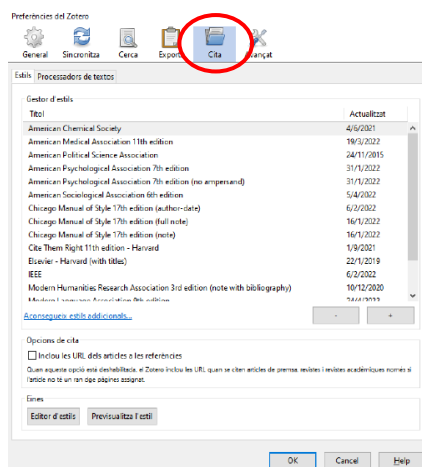 Preferències del Zotero
General Sincronitza Cerca Export Cita Avançat
Estils Processadors de textos
Gestor d'estils
Títol Actualitzat
American Chemical Society 4/6/2021
American Medical Association 11th edition 19/3/2022
American Political Science Association 24/11/2015
American Psychological Association 7th edition 31/1/2022
American Psychological Association 7th edition (no ampersand) 31/1/2022
American Sociological Association 6th edition 5/4/2022
Chicago Manual of Style 17th edition (author-date) 6/2/2022
Chicago Manual of Style 17th edition (full note) 16/1/2022
Chicago Manual of Style 17th edition (note) 16/1/2022
Cite Them Right 11th edition - Harvard 1/9/2021
Elsevier - Harvard (with titles) 22/1/2019
IEEE 6/2/2022
Modern Humanities Research Association 3rd edition (note with bibliography) 10/12/2020
Modern Language Association 9th edition
Aconsegueix estils addicionals... - +
Opcions de cita
Inclou les URL dels articles a les referències
Quan aquesta opció està deshabilitada, el Zotero inclou les URL quan se citen articles de premsa, revistes i revistes acadèmiques només si
l'article no té un ran dge pàgines assignat.
Eines
Editor d'estils Previsualitza l'estil
OK Cancel Help